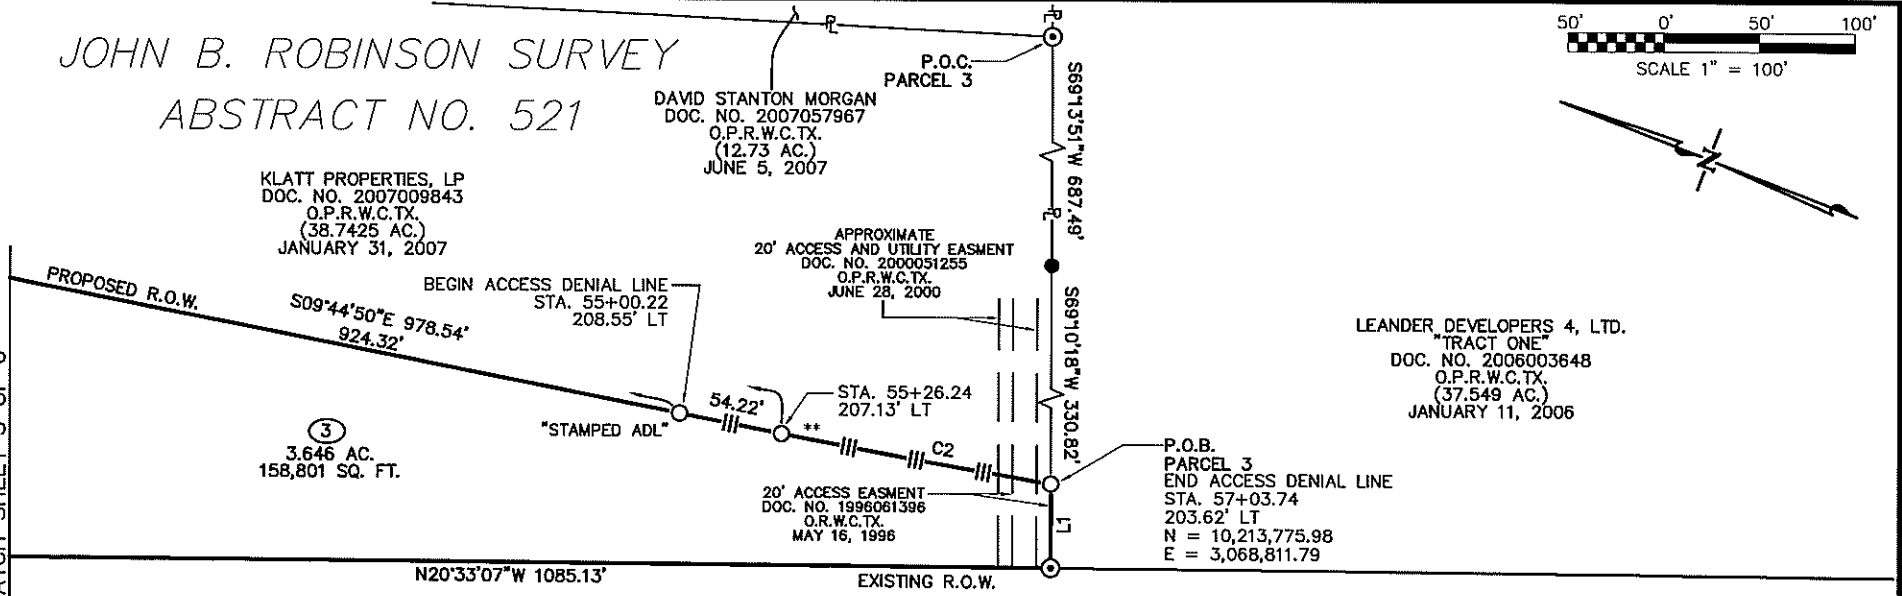 JOHN B. ROBINSON SURVEY
ABSTRACT NO. 521
P.O.C.
PARCEL 3
50' 0' 50' 100'
SCALE 1" = 100'
N
DAVID STANTON MORGAN
DOC. NO. 2007057967
O.P.R.W.C.TX.
(12.73 AC.)
JUNE 5, 2007
KLATT PROPERTIES, LP
DOC. NO. 2007009843
O.P.R.W.C.TX.
(38.7425 AC.)
JANUARY 31, 2007
S69°13'51"W 687.49'
APPROXIMATE
20' ACCESS AND UTILITY EASMENT
DOC. NO. 2000051255
O.P.R.W.C.TX.
JUNE 28, 2000
PROPOSED R.O.W.
S09°44'50"E 978.54'
924.32'
BEGIN ACCESS DENIAL LINE
STA. 55+00.22
208.55' LT
S69°10'18"W 330.82'
LEANDER DEVELOPERS 4, LTD.
"TRACT ONE"
DOC. NO. 2006003648
O.P.R.W.C.TX.
(37.549 AC.)
JANUARY 11, 2006
54.22'
STA. 55+26.24
207.13' LT
"STAMPED ADL"
**
C2
3
3.646 AC.
158,801 SQ. FT.
P.O.B.
PARCEL 3
END ACCESS DENIAL LINE
STA. 57+03.74
203.62' LT
N = 10,213,775.98
E = 3,068,811.79
20' ACCESS EASMENT
DOC. NO. 1996061396
O.R.W.C.TX.
MAY 16, 1996
L1
N20°33'07"W 1085.13'
EXISTING R.O.W.